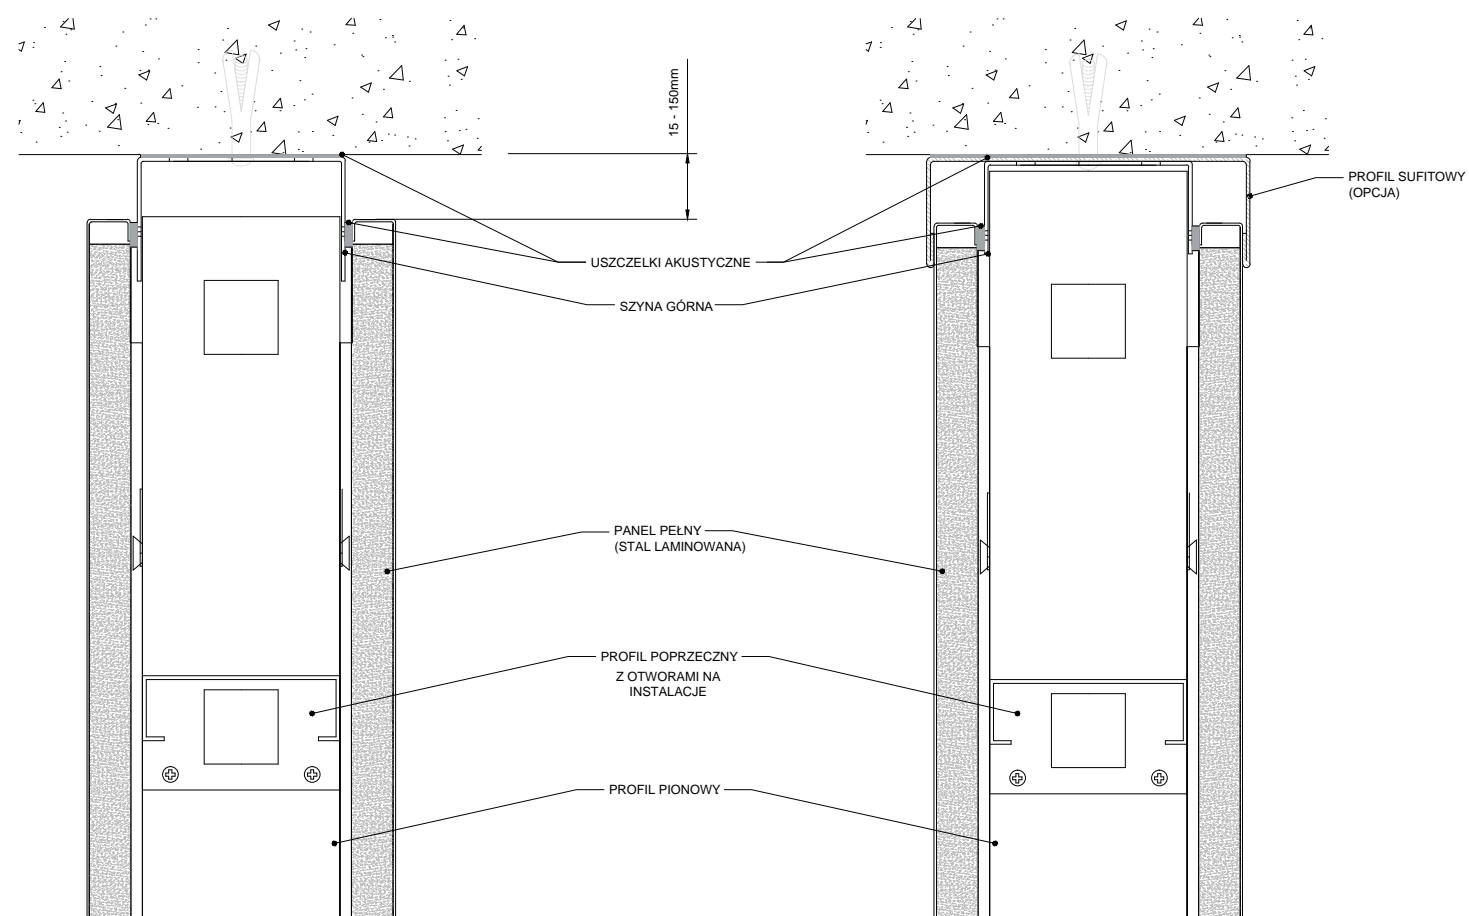 15 - 150mm
PROFIL SUFITOWY
(OPCJA)
USZCZELKI AKUSTYCZNE
SZYNA GÓRNA
PANEL PEŁNY
(STAL LAMINOWANA)
PROFIL POPRZECZNY
Z OTWORAMI NA
INSTALACJE
PROFIL PIONOWY